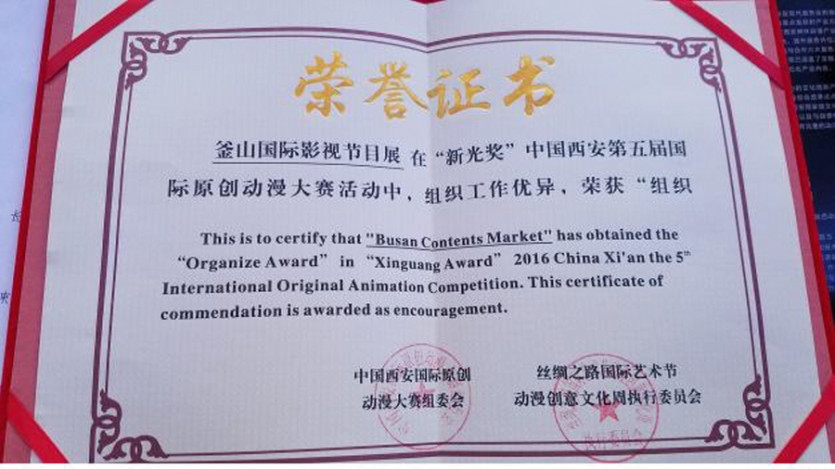 荣誉证书
釜山国际影视节目展 在“新光奖”中国西安第五届国
际原创动漫大赛活动中，组织工作优异，荣获“组织
This is to certify that "Busan Contents Market" has obtained the
“Organize Award” in “Xinguang Award” 2016 China Xi'an the 5th
International Original Animation Competition. This certificate of
commendation is awarded as encouragement.
中国西安国际原创
动漫大赛组委会
丝绸之路国际艺术节
动漫创意文化周执行委员会
执行委员会